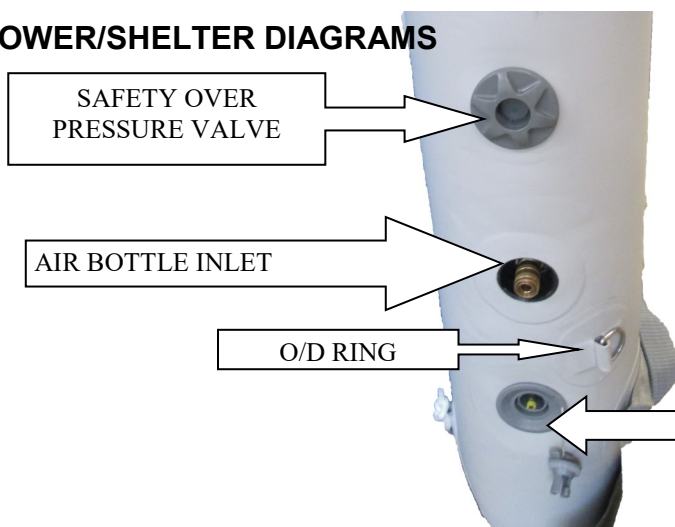 OWER/SHELTER DIAGRAMS
SAFETY OVER
PRESSURE VALVE
AIR BOTTLE INLET
O/D RING